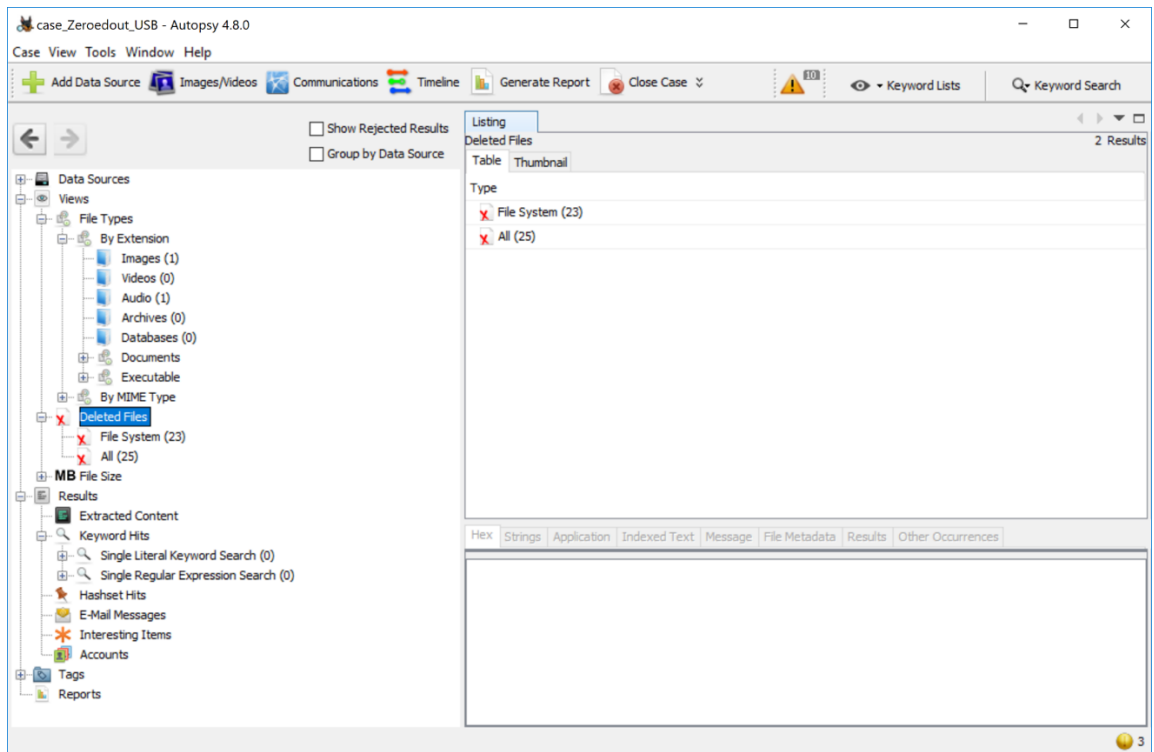 case_Zeroedout_USB - Autopsy 4.8.0
Case View Tools Window Help
Add Data Source Images/Videos Communications Timeline Generate Report Close Case 10 Keyword Lists Keyword Search
Show Rejected Results
Group by Data Source
Data Sources
Views
File Types
By Extension
Images (1)
Videos (0)
Audio (1)
Archives (0)
Databases (0)
Documents
Executable
By MIME Type
Deleted Files
File System (23)
All (25)
MB File Size
Results
Extracted Content
Keyword Hits
Single Literal Keyword Search (0)
Single Regular Expression Search (0)
Hashset Hits
E-Mail Messages
Interesting Items
Accounts
Tags
Reports
Listing
Deleted Files 2 Results
Table Thumbnail
Type
File System (23)
All (25)
Hex Strings Application Indexed Text Message File Metadata Results Other Occurrences
3